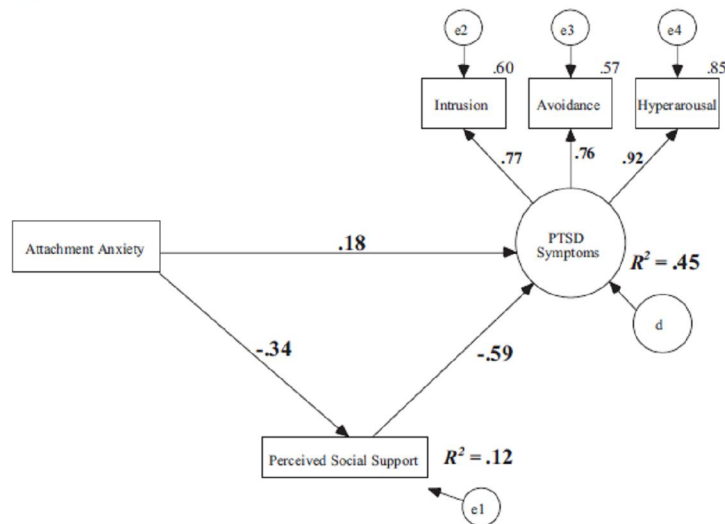 e2
e3
e4
.60
.57
.85
Intrusion
Avoidance
Hyperarousal
.77
.76
.92
Attachment Anxiety
.18
PTSD
Symptoms
R² = .45
d
-.34
-.59
Perceived Social Support
R² = .12
e1